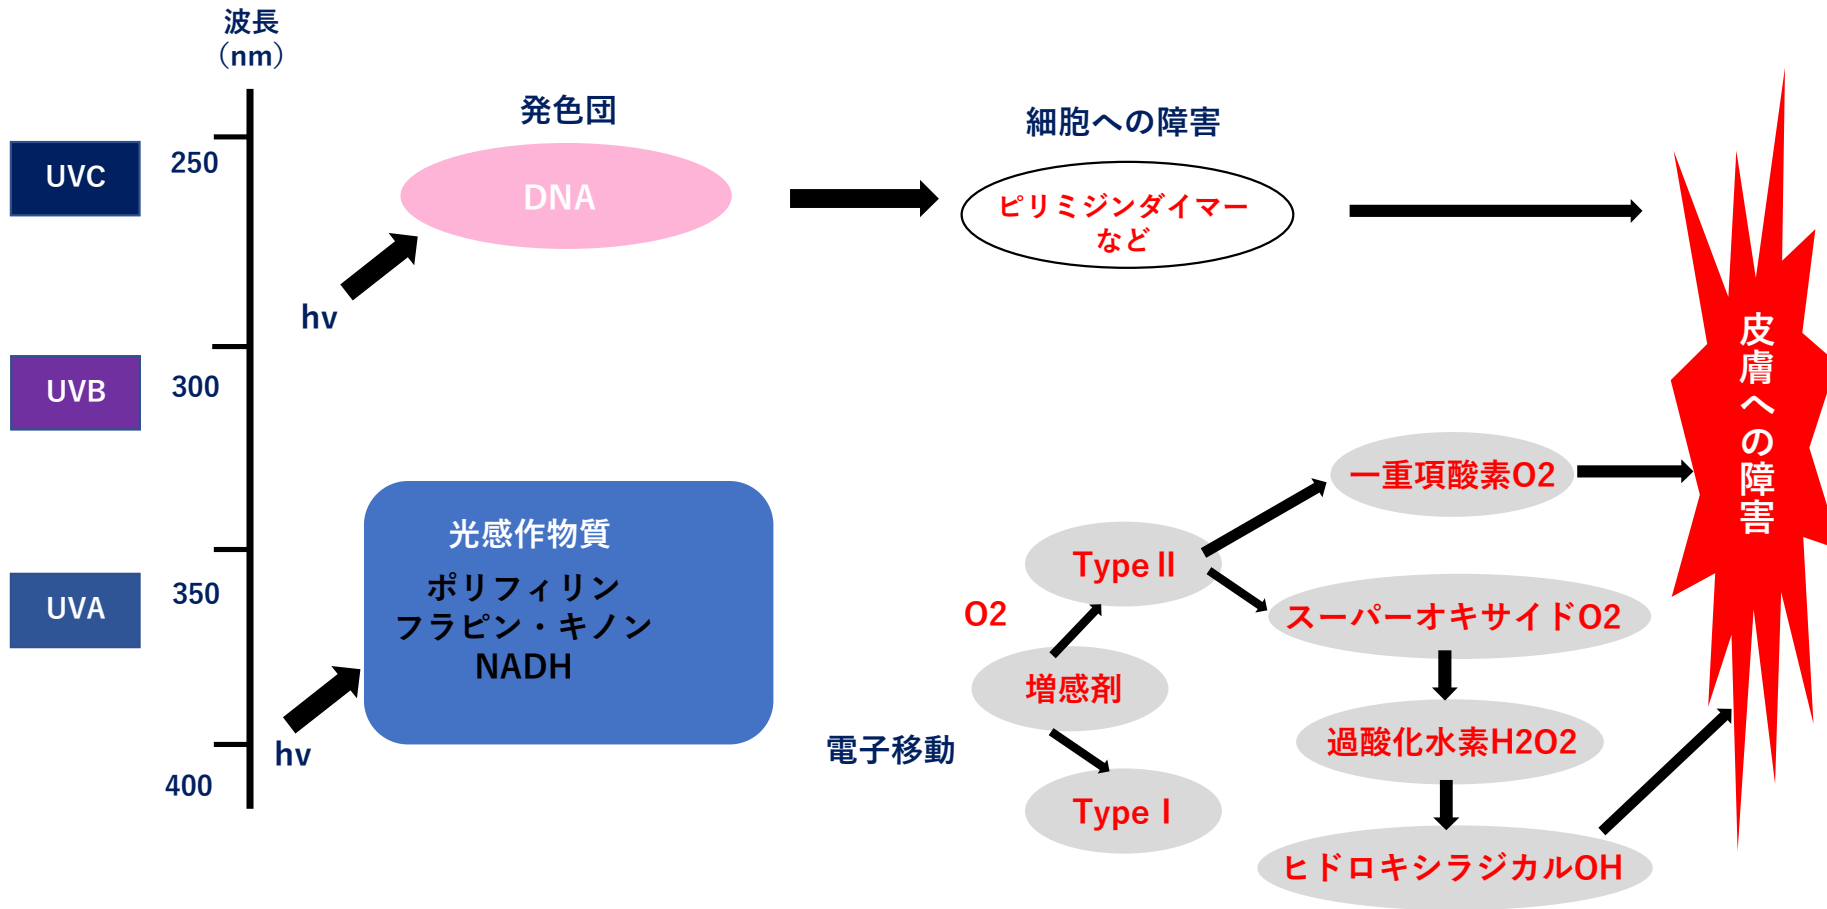 波長
（nm）
発色団
細胞への障害
UVC
250
DNA
ピリミジンダイマー
など
hv
UVB
300
皮膚への障害
一重項酸素O2
光感作物質
ポリフィリン
フラピン・キノン
NADH
UVA
350
Type Ⅱ
O2
スーパーオキサイドO2
増感剤
電子移動
過酸化水素H2O2
hv
400
Type Ⅰ
ヒドロキシラジカルOH